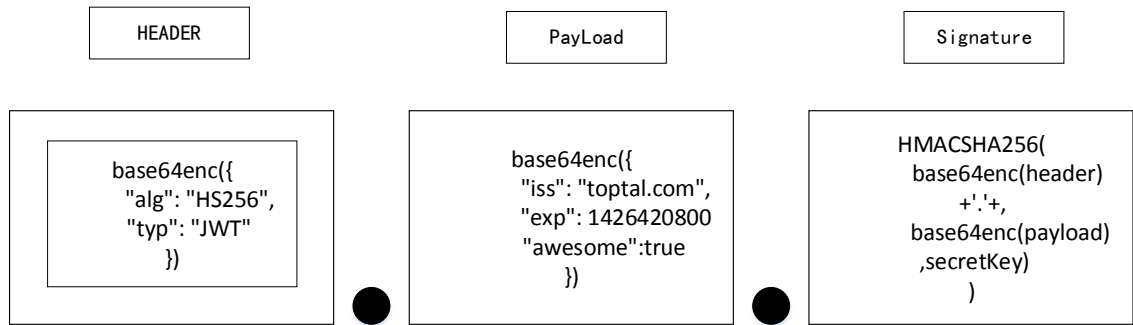 HEADER
PayLoad
Signature
base64enc({
"alg": "HS256",
"typ": "JWT"
})
base64enc({
"iss": "toptal.com",
"exp": 1426420800
"awesome":true
})
HMACSHA256(
base64enc(header)
+'.'+,
base64enc(payload)
,secretKey)
)